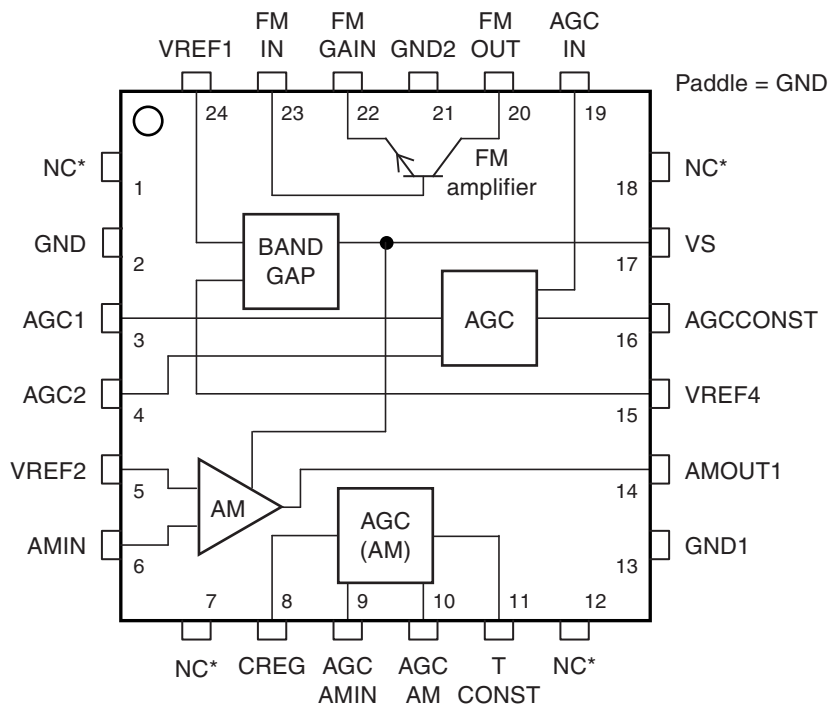 FM FM FM AGC
VREF1 IN GAIN GND2 OUT IN
Paddle = GND
24 23 22 21 20 19
FM
amplifier
NC* 1 18 NC*
GND 2 BAND
GAP 17 VS
AGC1 3 AGC 16 AGCCONST
AGC2 4 15 VREF4
VREF2 5 14 AMOUT1
AM
AGC
(AM)
AMIN 6 13 GND1
7 8 9 10 11 12
NC* CREG AGC AGC T NC*
AMIN AM CONST